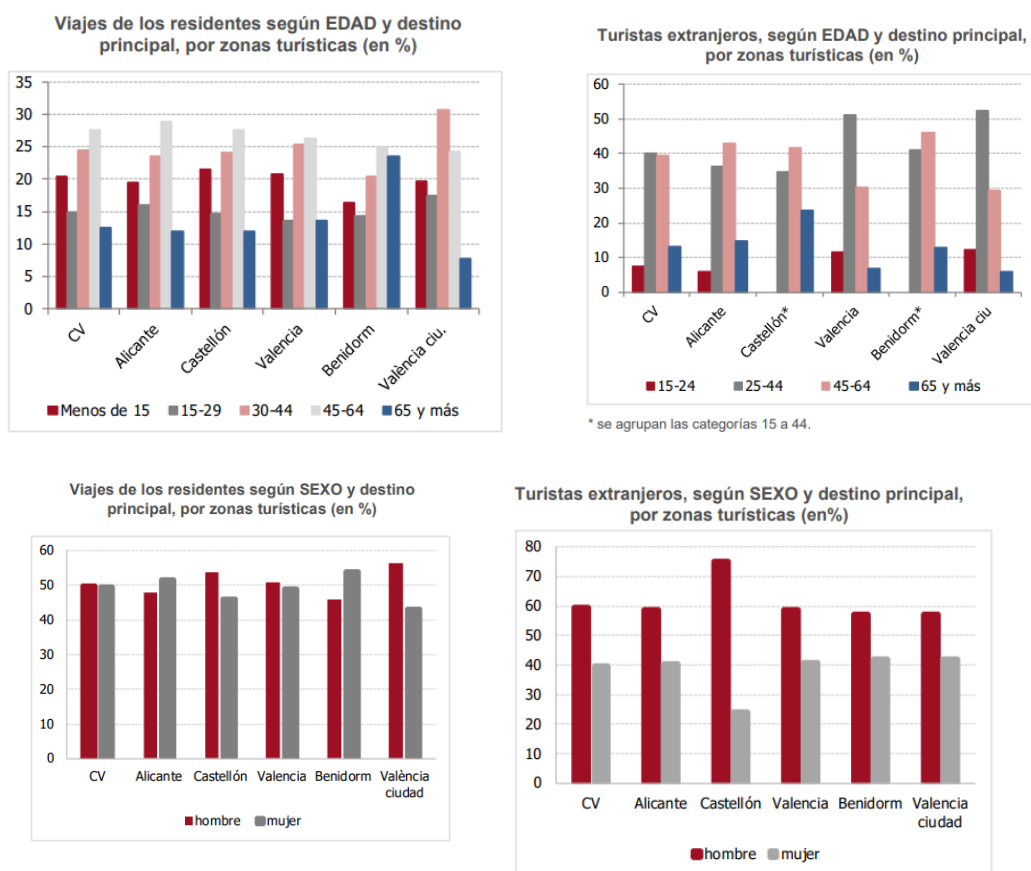 Viajes de los residentes según EDAD y destino
principal, por zonas turísticas (en %)
35
30
25
20
15
10
5
0
CV
Alicante
Castellón
Valencia
Benidorm
València ciu.
Menos de 15 15-29 30-44 45-64 65 y más
Turistas extranjeros, según EDAD y destino principal,
por zonas turísticas (en %)
60
50
40
30
20
10
0
CV
Alicante
Castellón*
Valencia
Benidorm*
Valencia ciu
15-24 25-44 45-64 65 y más
* se agrupan las categorías 15 a 44.
Viajes de los residentes según SEXO y destino
principal, por zonas turísticas (en %)
60
50
40
30
20
10
0
CV Alicante Castellón Valencia Benidorm València
ciudad
hombre mujer
Turistas extranjeros, según SEXO y destino principal,
por zonas turísticas (en%)
80
70
60
50
40
30
20
10
0
CV Alicante Castellón Valencia Benidorm Valencia
ciudad
hombre mujer